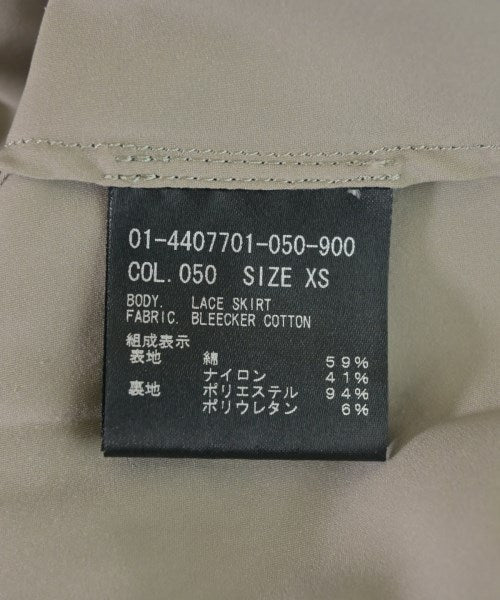 01-4407701-050-900
COL. 050 SIZE XS
BODY. LACE SKIRT
FABRIC. BLEECKER COTTON
組成表示
表地 綿 59%
ナイロン 41%
裏地 ポリエステル 94%
ポリウレタン 6%